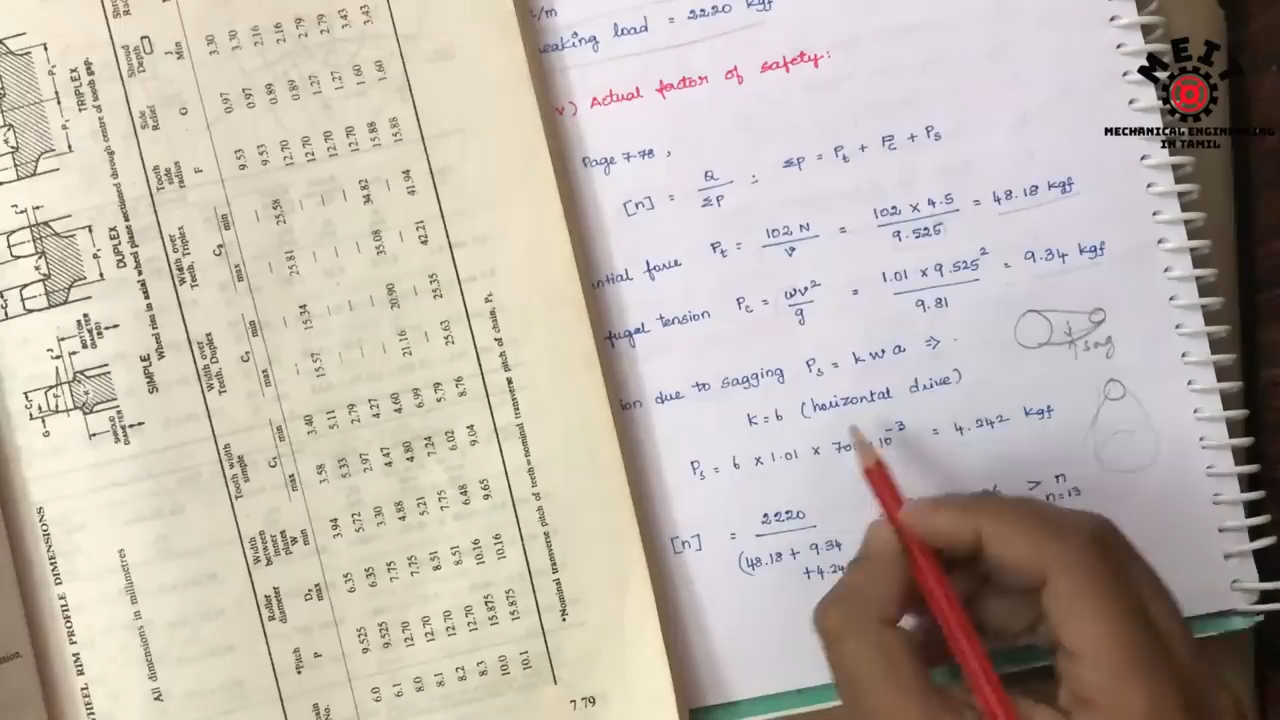 WHEEL RIM PROFILE DIMENSIONS
All dimensions in millimetres
SIMPLE
DUPLEX
TRIPLEX
Wheel rim in axial wheel plane sectioned through centre of tooth gap.
BOTTOM DIAMETER (BD)
SHROUD DIAMETER
*Pitch P
Roller diameter Dr max
Width between inner plates W min
Tooth width simple C1 max min
Width over Teeth, Duplex C2 max min
Width over Teeth, Triplex C3 max min
Tooth side radius F
Side Relief G
Shroud Depth J Min
6.0 9.525 6.35 3.94 3.58 3.40 — — — — 9.53 0.97 3.30
6.1 9.525 6.35 5.72 5.33 5.11 15.57 15.34 25.81 25.58 9.53 0.97 3.30
8.0 12.70 7.75 3.30 2.97 2.79 — — — — 12.70 0.89 2.16
8.1 12.70 7.75 4.88 4.47 4.27 — — — — 12.70 0.89 2.16
8.2 12.70 8.51 5.21 4.80 4.60 — — — — 12.70 1.27 2.79
8.3 12.70 8.51 7.75 7.24 6.99 21.16 20.90 35.08 34.82 12.70 1.27 2.79
10.0 15.875 10.16 6.48 6.02 5.79 — — — — 15.88 1.60 3.43
10.1 15.875 10.16 9.65 9.04 8.76 25.63 25.35 42.21 41.94 15.88 1.60 3.43
*Nominal transverse pitch of teeth=nominal transverse pitch of chain, Pt.
7 79
eaking load = 2220 kgf
v) Actual factor of safety:
Page 7.78,
[n] = Q/ΣP : ΣP = Pt + Pc + Ps
ntial force Pt = 102 N/v = 102 × 4.5/9.525 = 48.18 kgf
fugal tension Pc = wv²/g = 1.01 × 9.525²/9.81 = 9.34 kgf
ion due to sagging Ps = k w a ⇒
sag
k=6 (horizontal drive)
Ps = 6 × 1.01 × 70 10⁻³ = 4.242 kgf
[n] = 2220/(48.18 + 9.34 +4.24 > n
n=13
MEIT
MECHANICAL ENGINEERING
IN TAMIL